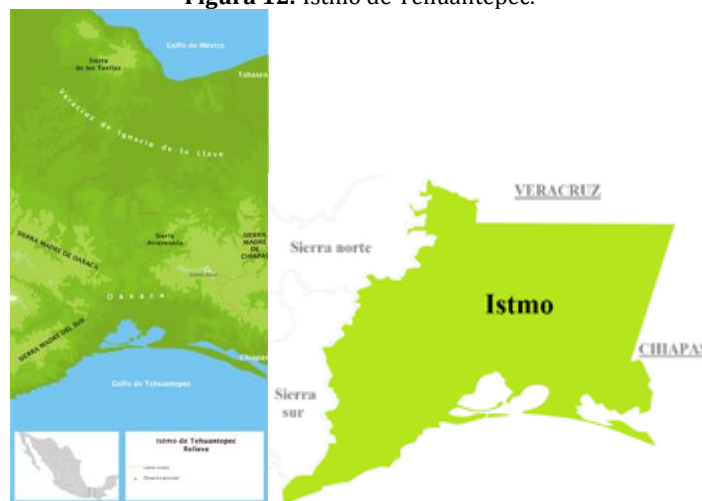 Figura 12. Istmo de Tehuantepec.
Golfo de México
Sierra
de los Tuxtlas
Tabasco
Veracruz de Ignacio de la Llave
SIERRA MADRE DE OAXACA
Sierra
Atravesada
SIERRA
MADRE
DE
CHIAPAS
Oaxaca
SIERRA MADRE DEL SUR
Chiapas
Golfo de Tehuantepec
Istmo de Tehuantepec
Relieve
VERACRUZ
Sierra norte
Istmo
CHIAPAS
Sierra
sur